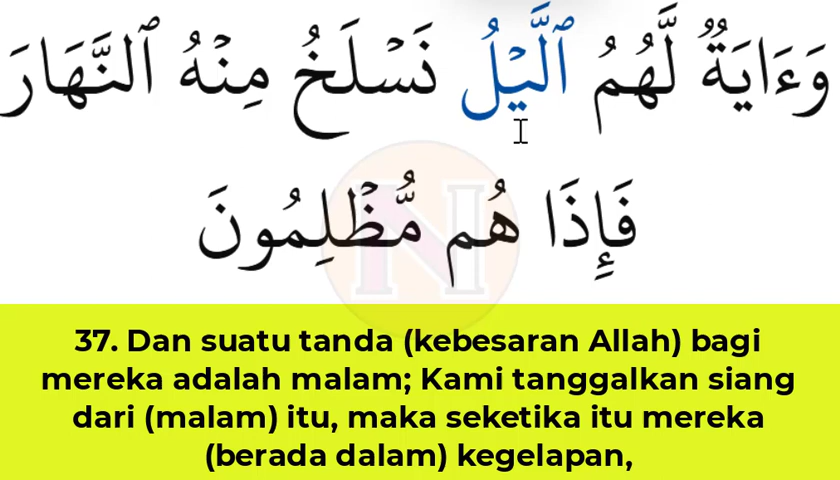 وَءَايَةٌ لَّهُمُ ٱلَّيْلُ نَسْلَخُ مِنْهُ ٱلنَّهَارَ
فَإِذَا هُم مُّظْلِمُونَ
N
37. Dan suatu tanda (kebesaran Allah) bagi
mereka adalah malam; Kami tanggalkan siang
dari (malam) itu, maka seketika itu mereka
(berada dalam) kegelapan,